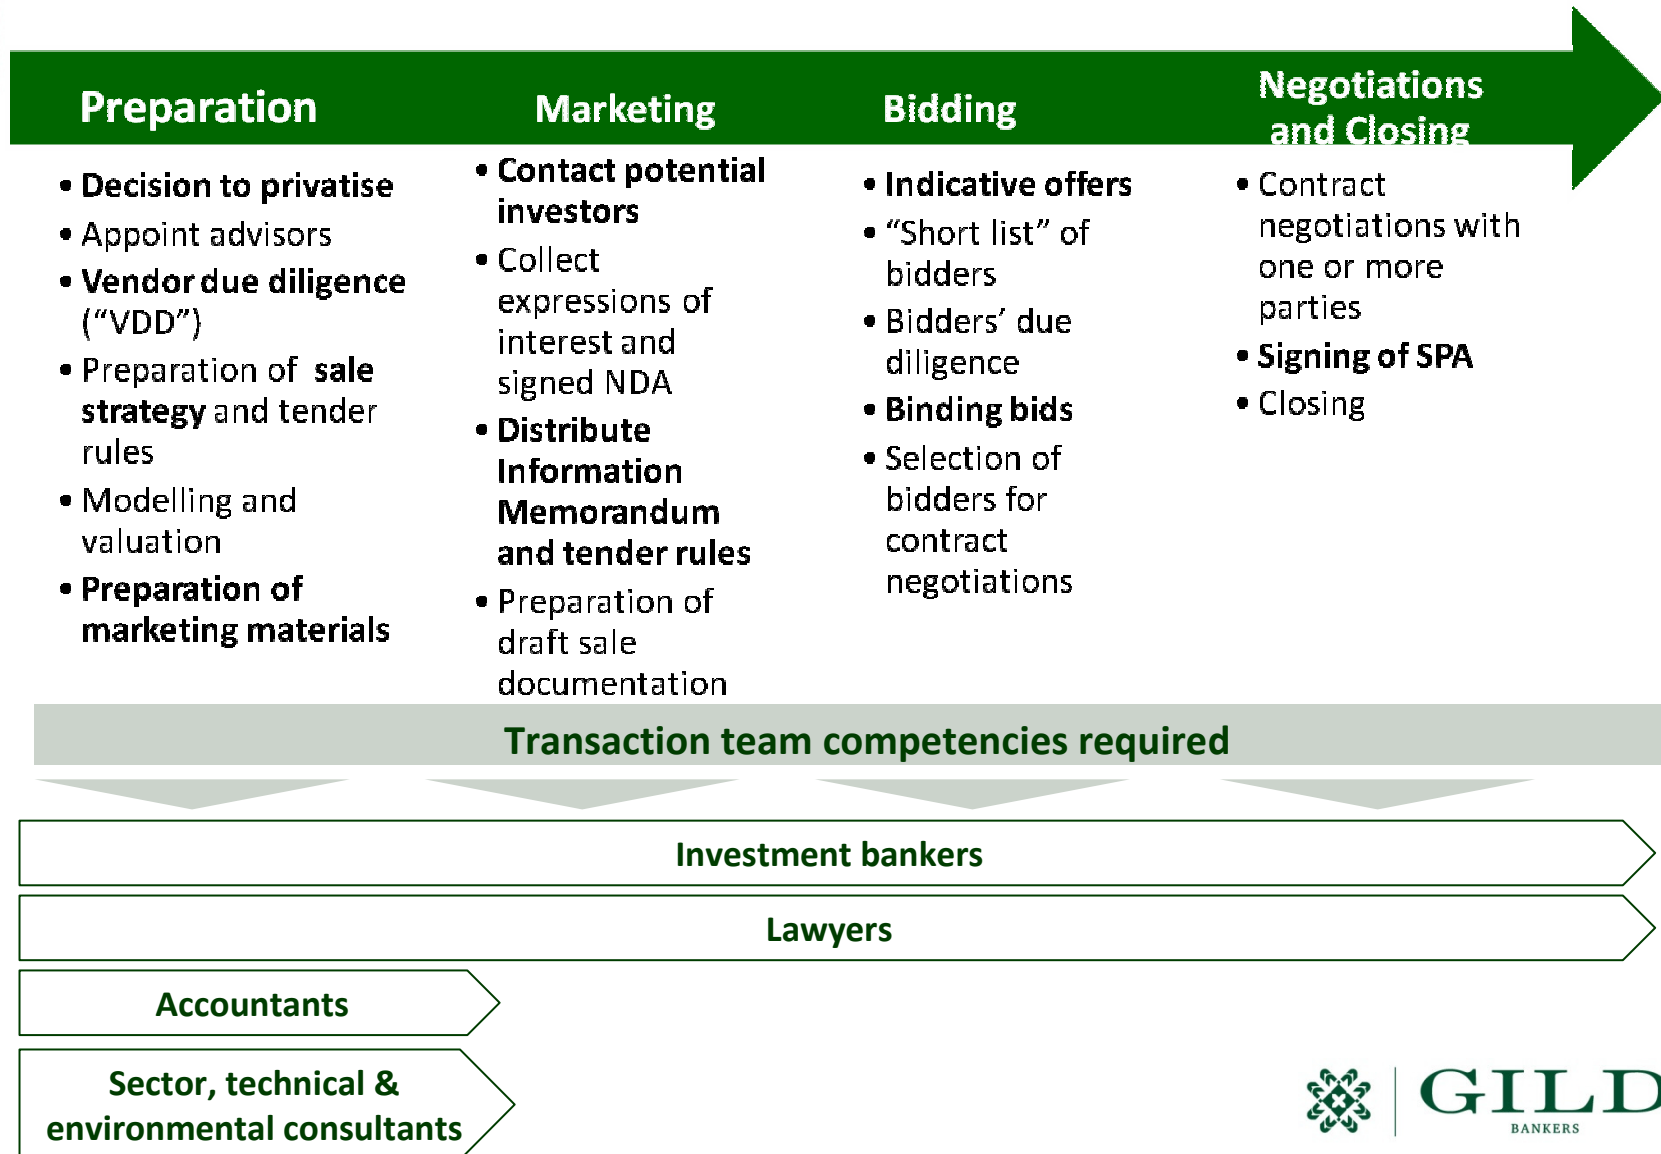 Preparation
Marketing
Bidding
Negotiations
and Closing
• Decision to privatise
• Appoint advisors
• Vendor due diligence
(“VDD”)
• Preparation of sale
strategy and tender
rules
• Modelling and
valuation
• Preparation of
marketing materials
• Contact potential
investors
• Collect
expressions of
interest and
signed NDA
• Distribute
Information
Memorandum
and tender rules
• Preparation of
draft sale
documentation
• Indicative offers
• “Short list” of
bidders
• Bidders’ due
diligence
• Binding bids
• Selection of
bidders for
contract
negotiations
• Contract
negotiations with
one or more
parties
• Signing of SPA
• Closing
Transaction team competencies required
Investment bankers
Lawyers
Accountants
Sector, technical &
environmental consultants
GILD
BANKERS